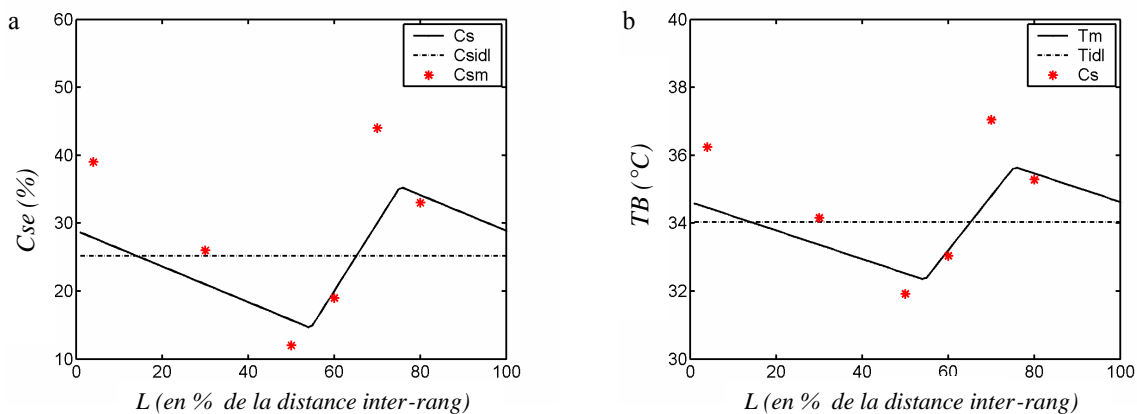 a
60
50
40
30
20
10
Cse (%)
0 20 40 60 80 100
L (en % de la distance inter-rang)
Cs
Csidl
Csm
b
40
38
36
34
32
30
TB (°C)
0 20 40 60 80 100
L (en % de la distance inter-rang)
Tm
Tidl
Cs